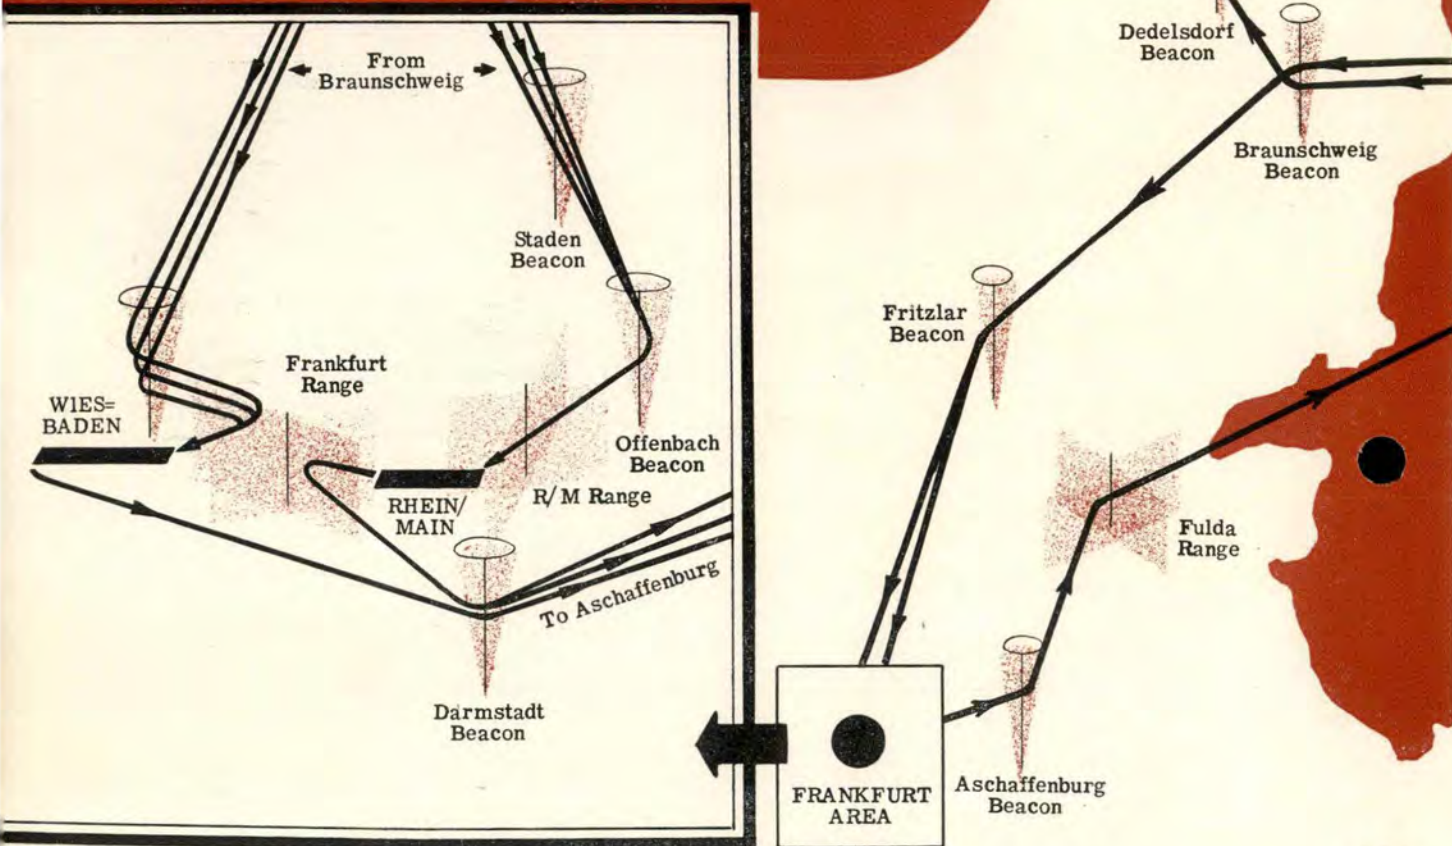 From
Braunschweig
Staden
Beacon
Frankfurt
Range
WIES=
BADEN
Offenbach
Beacon
RHEIN/
MAIN
R/M Range
To Aschaffenburg
Darmstadt
Beacon
Dedelsdorf
Beacon
Braunschweig
Beacon
Fritzlar
Beacon
Fulda
Range
FRANKFURT
AREA
Aschaffenburg
Beacon